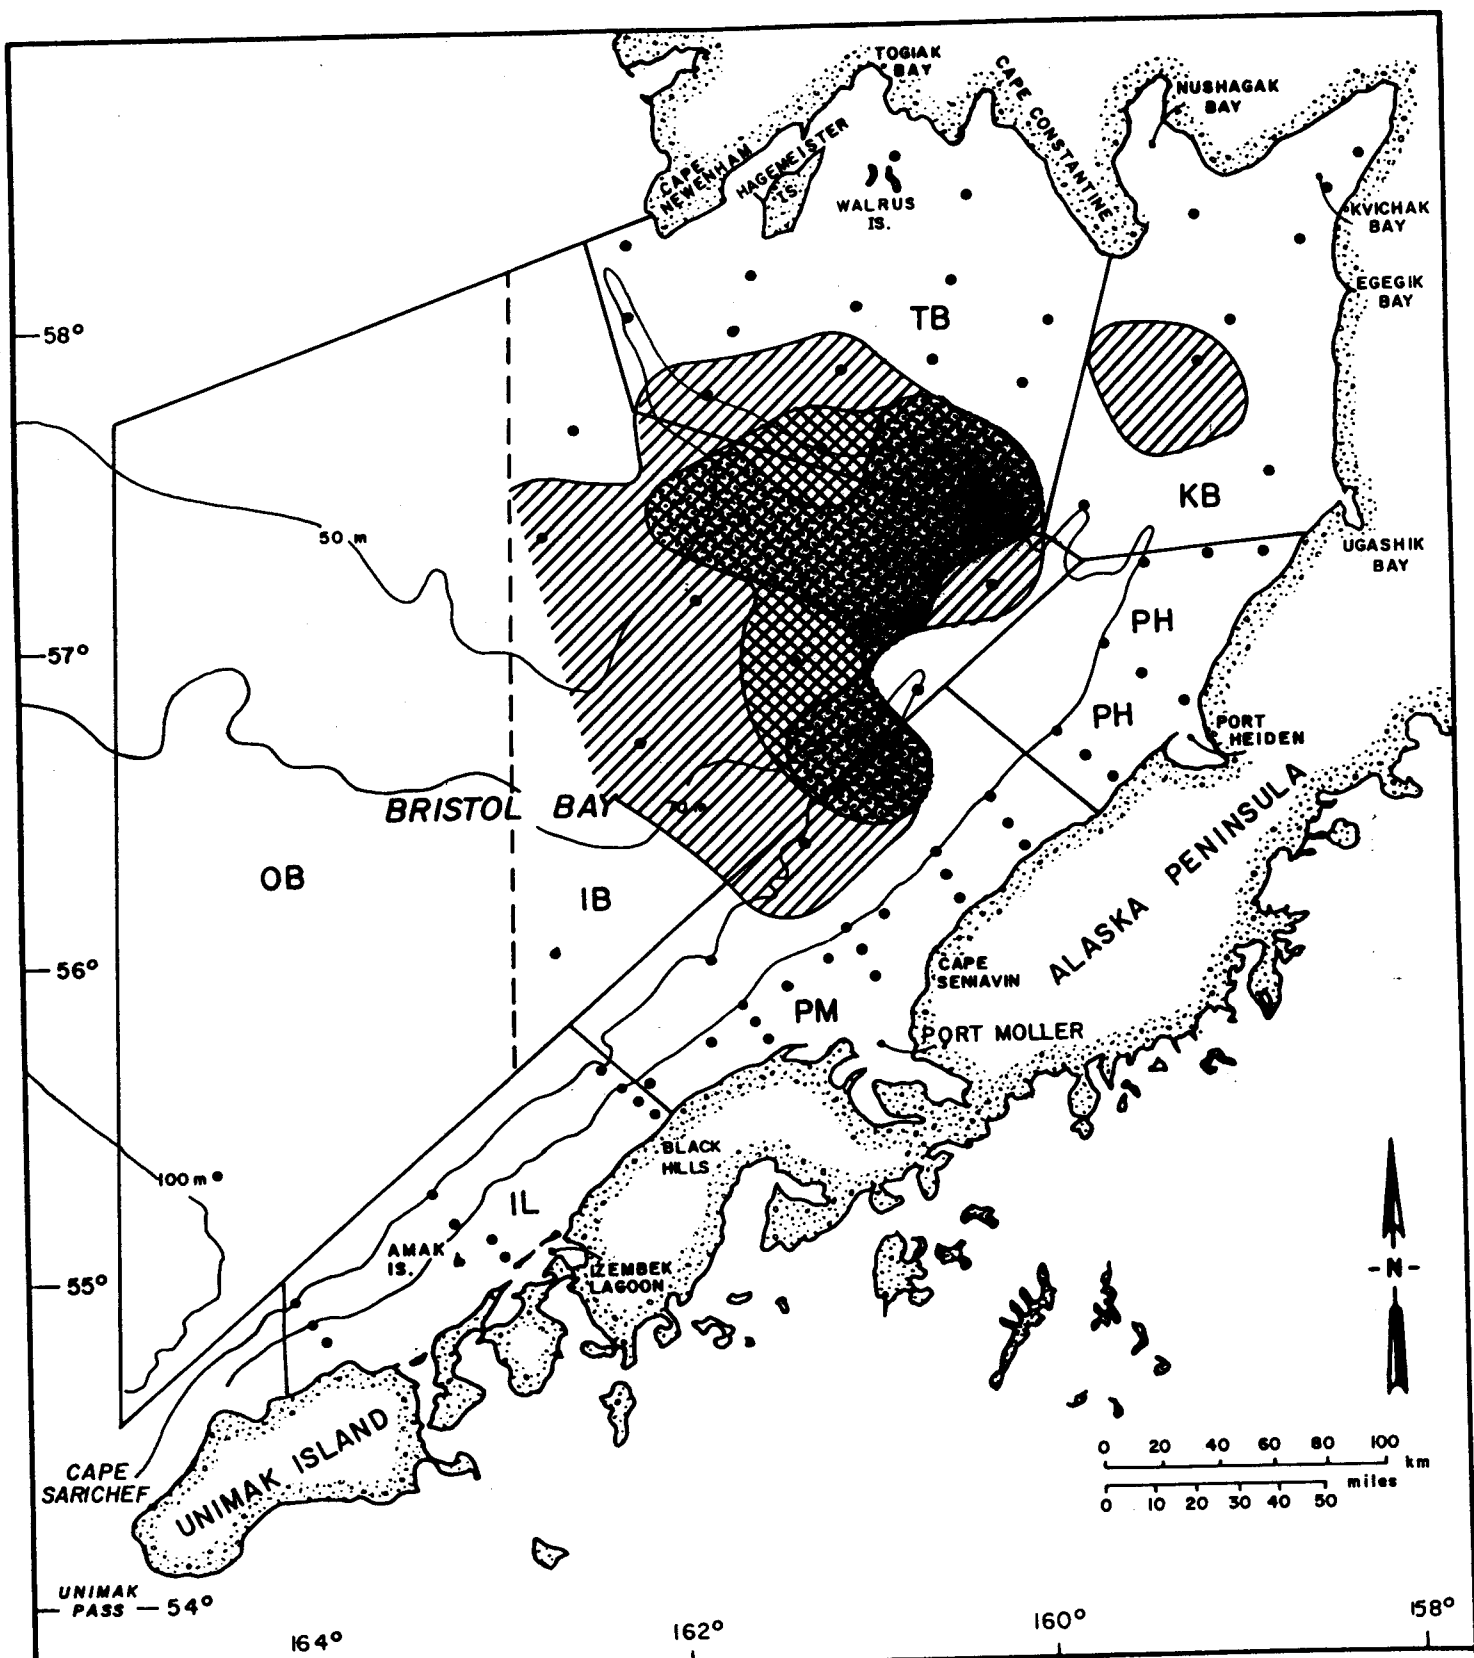 TOGIAK
BAY
CAPE CONSTANTINE
NUSHAGAK
BAY
CAPE
NEWENHAM
HAGEMEISTER
IS.
WALRUS
IS.
KVICHAK
BAY
EGEGIK
BAY
TB
58°
KB
50 m
UGASHIK
BAY
PH
57°
PH
PORT
HEIDEN
BRISTOL BAY
70 m
ALASKA PENINSULA
OB
IB
56°
CAPE
SENIAVIN
PM
PORT MOLLER
BLACK
HILLS
100 m
IL
AMAK
IS.
IZEMBEK
LAGOON
55°
-N-
UNIMAK ISLAND
CAPE
SARICHEF
0 20 40 60 80 100
km
miles
0 10 20 30 40 50
UNIMAK
PASS
54°
164°
162°
160°
158°